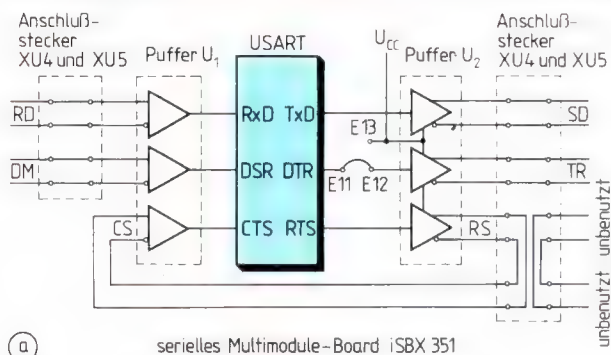 Anschluß-
stecker
XU4 und XU5
Puffer U1
USART
UCC
Puffer U2
Anschluß-
stecker
XU4 und XU5
RD
RxD TxD
E13
SD
DM
DSR DTR
E11 E12
TR
CS
CTS RTS
RS
unbenutzt
unbenutzt
a
serielles Multimodule-Board iSBX 351